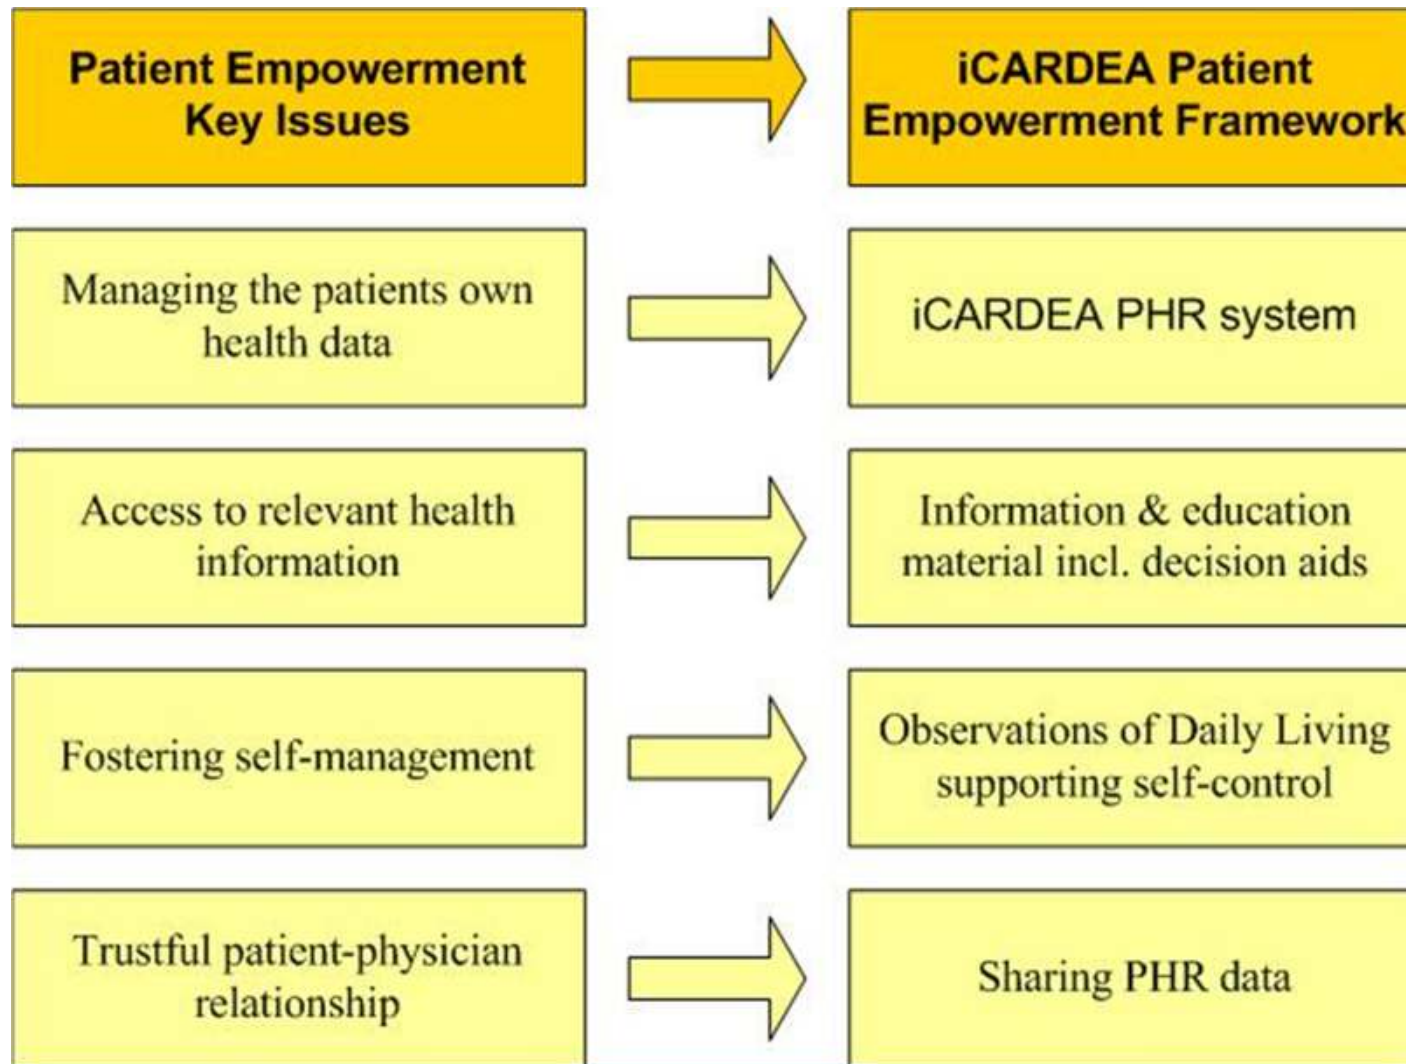 Patient Empowerment
Key Issues
iCARDEA Patient
Empowerment Framework
Managing the patients own
health data
iCARDEA PHR system
Access to relevant health
information
Information & education
material incl. decision aids
Fostering self-management
Observations of Daily Living
supporting self-control
Trustful patient-physician
relationship
Sharing PHR data